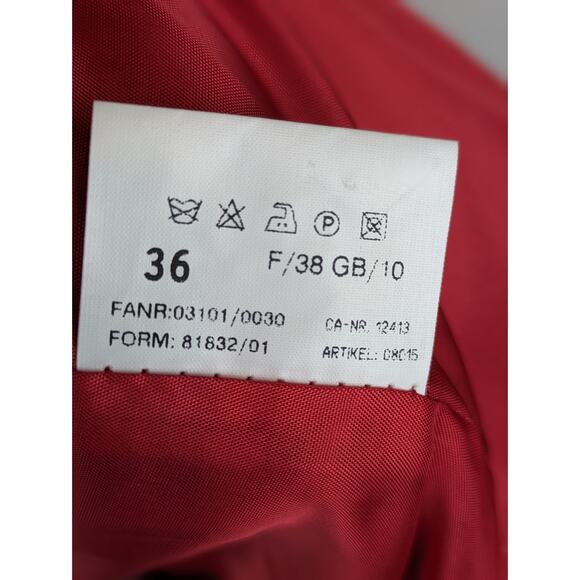 P
36 F/38 GB/10
FANR:03101/0030 CA-NR. 12413
FORM: 81832/01 ARTIKEL: 08015